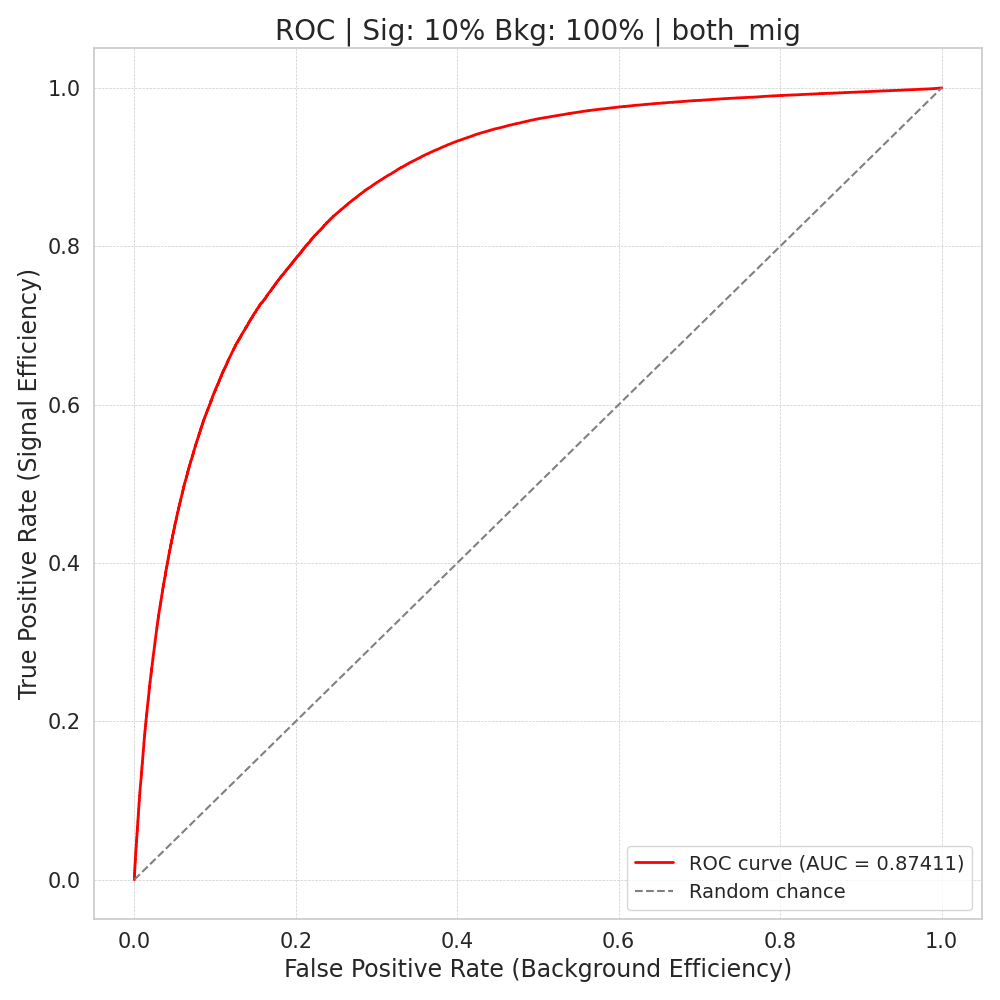 ROC | Sig: 10% Bkg: 100% | both_mig
True Positive Rate (Signal Efficiency)
1.0
0.8
0.6
0.4
0.2
0.0
0.0 0.2 0.4 0.6 0.8 1.0
False Positive Rate (Background Efficiency)
ROC curve (AUC = 0.87411)
Random chance